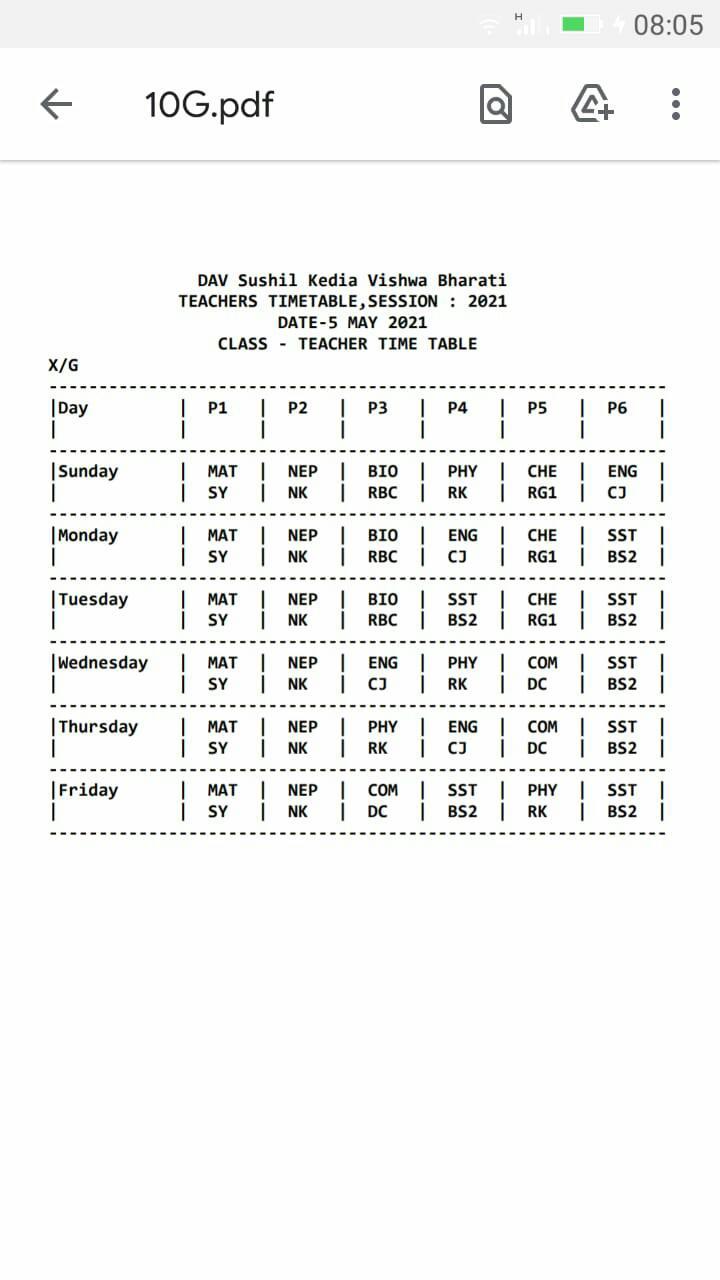 H 08:05
10G.pdf
DAV Sushil Kedia Vishwa Bharati
TEACHERS TIMETABLE,SESSION : 2021
DATE-5 MAY 2021
CLASS - TEACHER TIME TABLE
X/G
-----------------------------------------------------------
|Day | P1 | P2 | P3 | P4 | P5 | P6 |
| | | | | | | |
-----------------------------------------------------------
|Sunday | MAT | NEP | BIO | PHY | CHE | ENG |
| | SY | NK | RBC | RK | RG1 | CJ |
-----------------------------------------------------------
|Monday | MAT | NEP | BIO | ENG | CHE | SST |
| | SY | NK | RBC | CJ | RG1 | BS2 |
-----------------------------------------------------------
|Tuesday | MAT | NEP | BIO | SST | CHE | SST |
| | SY | NK | RBC | BS2 | RG1 | BS2 |
-----------------------------------------------------------
|Wednesday | MAT | NEP | ENG | PHY | COM | SST |
| | SY | NK | CJ | RK | DC | BS2 |
-----------------------------------------------------------
|Thursday | MAT | NEP | PHY | ENG | COM | SST |
| | SY | NK | RK | CJ | DC | BS2 |
-----------------------------------------------------------
|Friday | MAT | NEP | COM | SST | PHY | SST |
| | SY | NK | DC | BS2 | RK | BS2 |
-----------------------------------------------------------